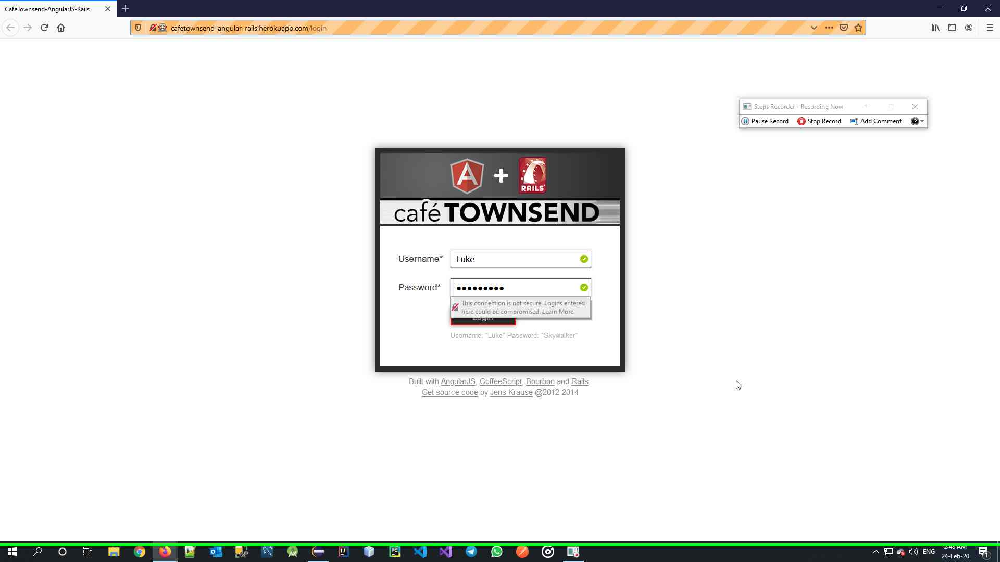 CafeTownsend-AngularJS-Rails
cafetownsend-angular-rails.herokuapp.com/login
Steps Recorder - Recording Now
Pause Record
Stop Record
Add Comment
RAILS
café TOWNSEND
Username*
Luke
Password*
This connection is not secure. Logins entered
here could be compromised. Learn More
Login
Username: "Luke" Password: "Skywalker"
Built with AngularJS, CoffeeScript, Bourbon and Rails.
Get source code by Jens Krause @2012-2014
ENG
2:48 AM
24-Feb-20
1